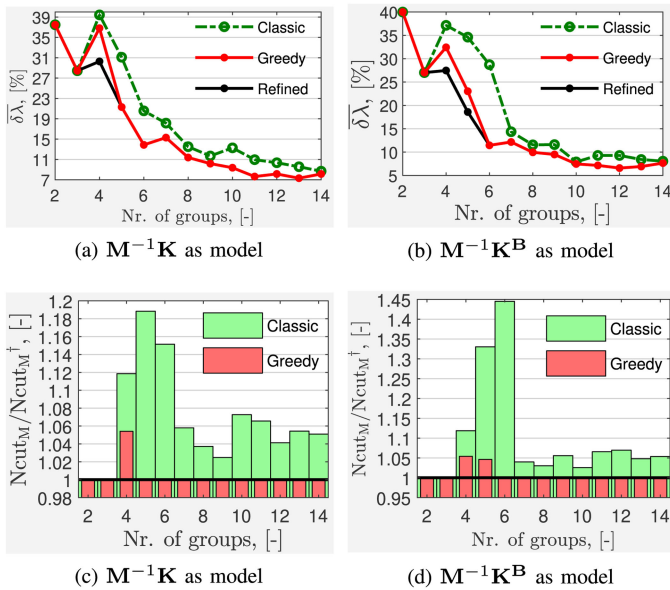 39
35
31
27
23
19
15
11
7
2 4 6 8 10 12 14
δλ, [%]
Nr. of groups, [-]
Classic
Greedy
Refined
(a) M⁻¹K as model
40
35
30
25
20
15
10
5
2 4 6 8 10 12 14
δλ, [%]
Nr. of groups, [-]
Classic
Greedy
Refined
(b) M⁻¹Kᴮ as model
1.2
1.18
1.16
1.14
1.12
1.1
1.08
1.06
1.04
1.02
1
0.98
2 4 6 8 10 12 14
Ncut_M/Ncut_M†, [-]
Nr. of groups, [-]
Classic
Greedy
(c) M⁻¹K as model
1.45
1.4
1.35
1.3
1.25
1.2
1.15
1.1
1.05
1
0.95
2 4 6 8 10 12 14
Ncut_M/Ncut_M†, [-]
Nr. of groups, [-]
Classic
Greedy
(d) M⁻¹Kᴮ as model